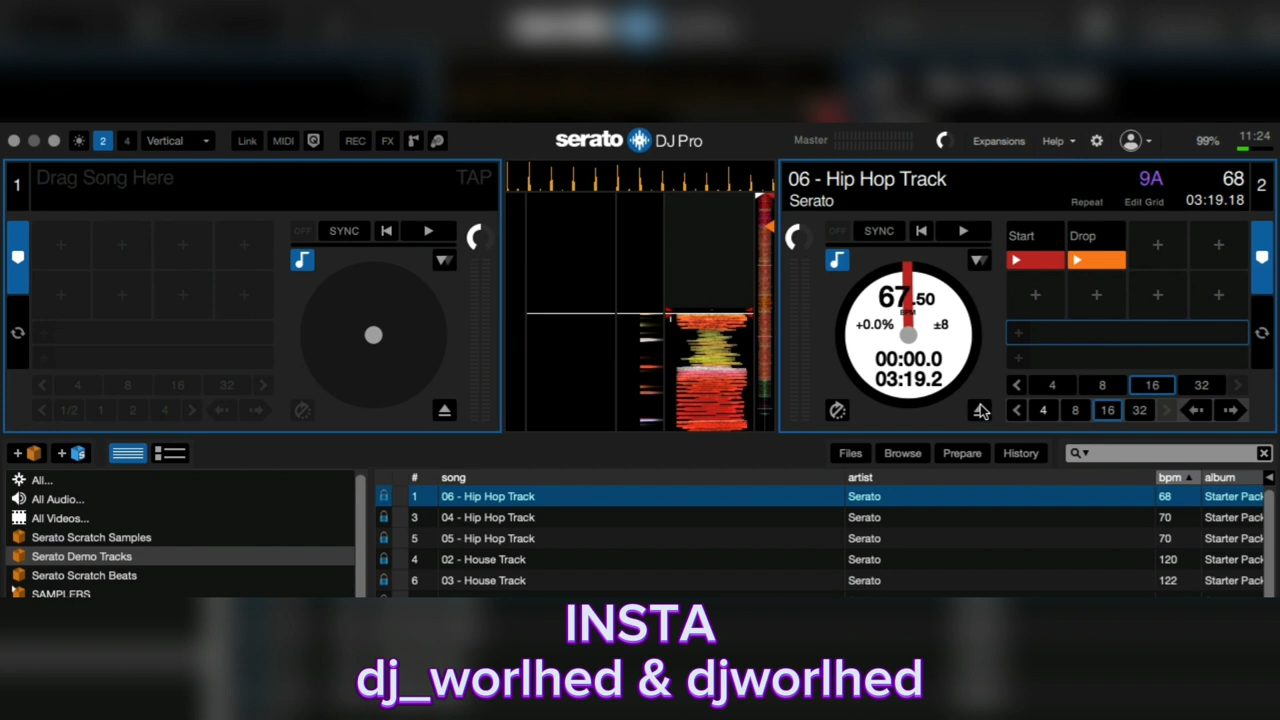 2 4 Vertical Link MIDI REC FX serato DJ Pro Master Expansions Help 99% 11:24
1 Drag Song Here TAP
06 - Hip Hop Track 9A 68 2
Serato Repeat Edit Grid 03:19.18
OFF SYNC
OFF SYNC
Start Drop
67.50
BPM
+0.0% ±8
00:00.0
03:19.2
4 8 16 32
1/2 1 2 4
4 8 16 32
4 8 16 32
Files Browse Prepare History
# song artist bpm album
All...
All Audio...
All Videos...
Serato Scratch Samples
Serato Demo Tracks
Serato Scratch Beats
SAMPLERS
1 06 - Hip Hop Track Serato 68 Starter Pack
3 04 - Hip Hop Track Serato 70 Starter Pack
5 05 - Hip Hop Track Serato 70 Starter Pack
4 02 - House Track Serato 120 Starter Pack
6 03 - House Track Serato 122 Starter Pack
INSTA
dj_worlhed & djworlhed